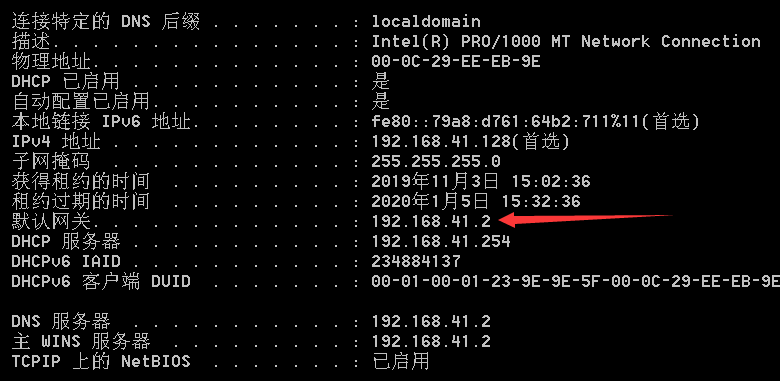 连接特定的 DNS 后缀 . . . . . . . : localdomain
描述. . . . . . . . . . . . . . . : Intel(R) PRO/1000 MT Network Connection
物理地址. . . . . . . . . . . . . : 00-0C-29-EE-EB-9E
DHCP 已启用 . . . . . . . . . . . : 是
自动配置已启用. . . . . . . . . . : 是
本地链接 IPv6 地址. . . . . . . . : fe80::79a8:d761:64b2:711%11(首选)
IPv4 地址 . . . . . . . . . . . . : 192.168.41.128(首选)
子网掩码 . . . . . . . . . . . . : 255.255.255.0
获得租约的时间 . . . . . . . . . : 2019年11月3日 15:02:36
租约过期的时间 . . . . . . . . . : 2020年1月5日 15:32:36
默认网关. . . . . . . . . . . . . : 192.168.41.2
DHCP 服务器 . . . . . . . . . . . : 192.168.41.254
DHCPv6 IAID . . . . . . . . . . . : 234884137
DHCPv6 客户端 DUID . . . . . . . : 00-01-00-01-23-9E-9E-5F-00-0C-29-EE-EB-9E
DNS 服务器 . . . . . . . . . . . : 192.168.41.2
主 WINS 服务器 . . . . . . . . . : 192.168.41.2
TCPIP 上的 NetBIOS . . . . . . . : 已启用